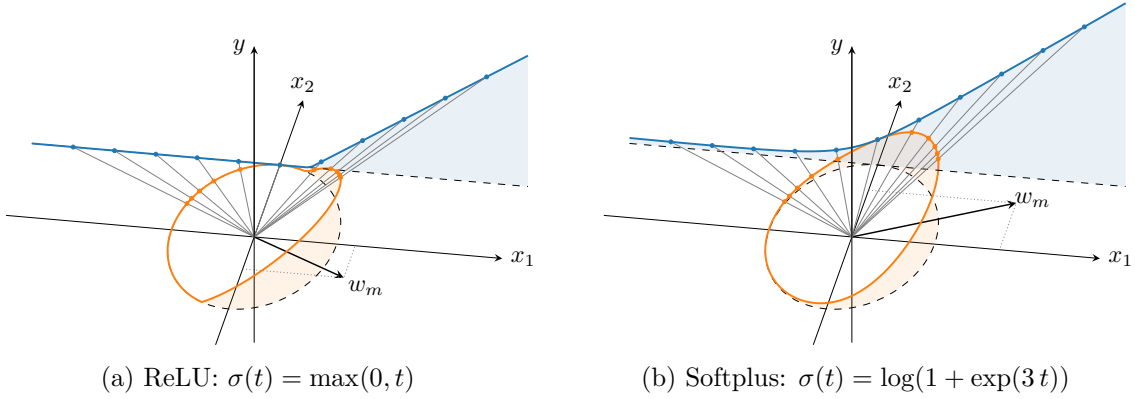 y
x₂
x₁
wₘ
(a) ReLU: σ(t) = max(0, t)
y
x₂
wₘ
x₁
(b) Softplus: σ(t) = log(1 + exp(3 t))